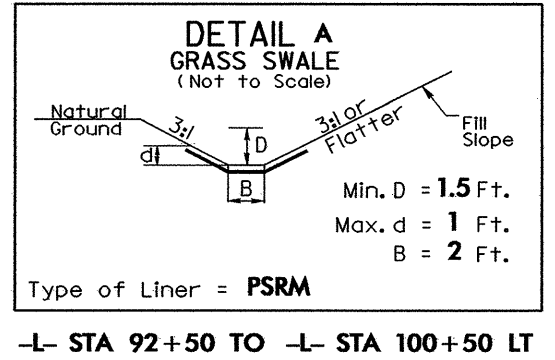 DETAIL A
GRASS SWALE
(Not to Scale)
Natural
Ground
3:1
D
3:1 or
Flatter
Fill
Slope
d
B
Min. D = 1.5 Ft.
Max. d = 1 Ft.
B = 2 Ft.
Type of Liner = PSRM
-L- STA 92+50 TO -L- STA 100+50 LT